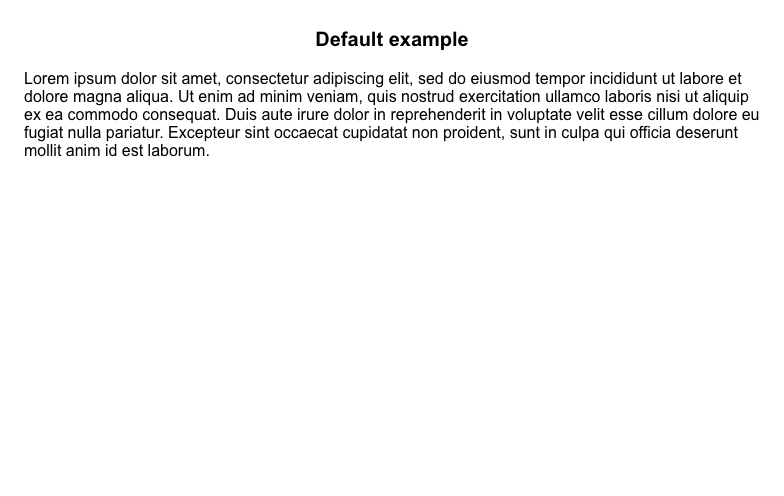 Default example
Lorem ipsum dolor sit amet, consectetur adipiscing elit, sed do eiusmod tempor incididunt ut labore et
dolore magna aliqua. Ut enim ad minim veniam, quis nostrud exercitation ullamco laboris nisi ut aliquip
ex ea commodo consequat. Duis aute irure dolor in reprehenderit in voluptate velit esse cillum dolore eu
fugiat nulla pariatur. Excepteur sint occaecat cupidatat non proident, sunt in culpa qui officia deserunt
mollit anim id est laborum.